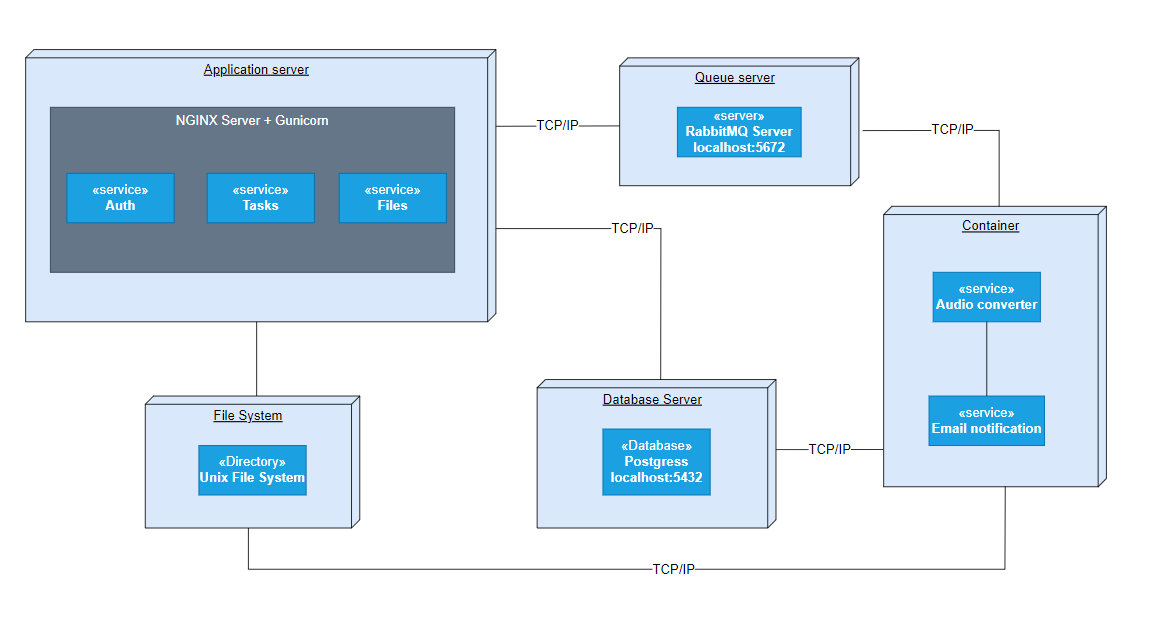 Application server
NGINX Server + Gunicorn
«service»
Auth
«service»
Tasks
«service»
Files
TCP/IP
Queue server
«server»
RabbitMQ Server
localhost:5672
TCP/IP
TCP/IP
Container
«service»
Audio converter
«service»
Email notification
File System
«Directory»
Unix File System
Database Server
«Database»
Postgress
localhost:5432
TCP/IP
TCP/IP